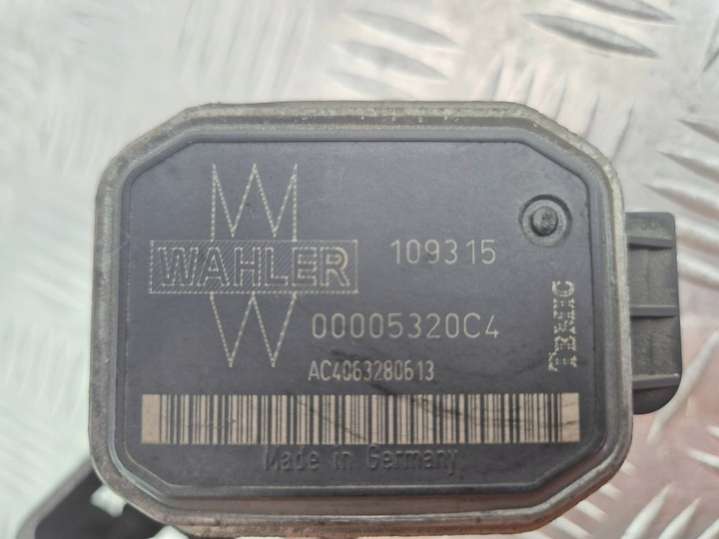 WAHLER
109315
00005320C4
AC4063280613
Made in Germany